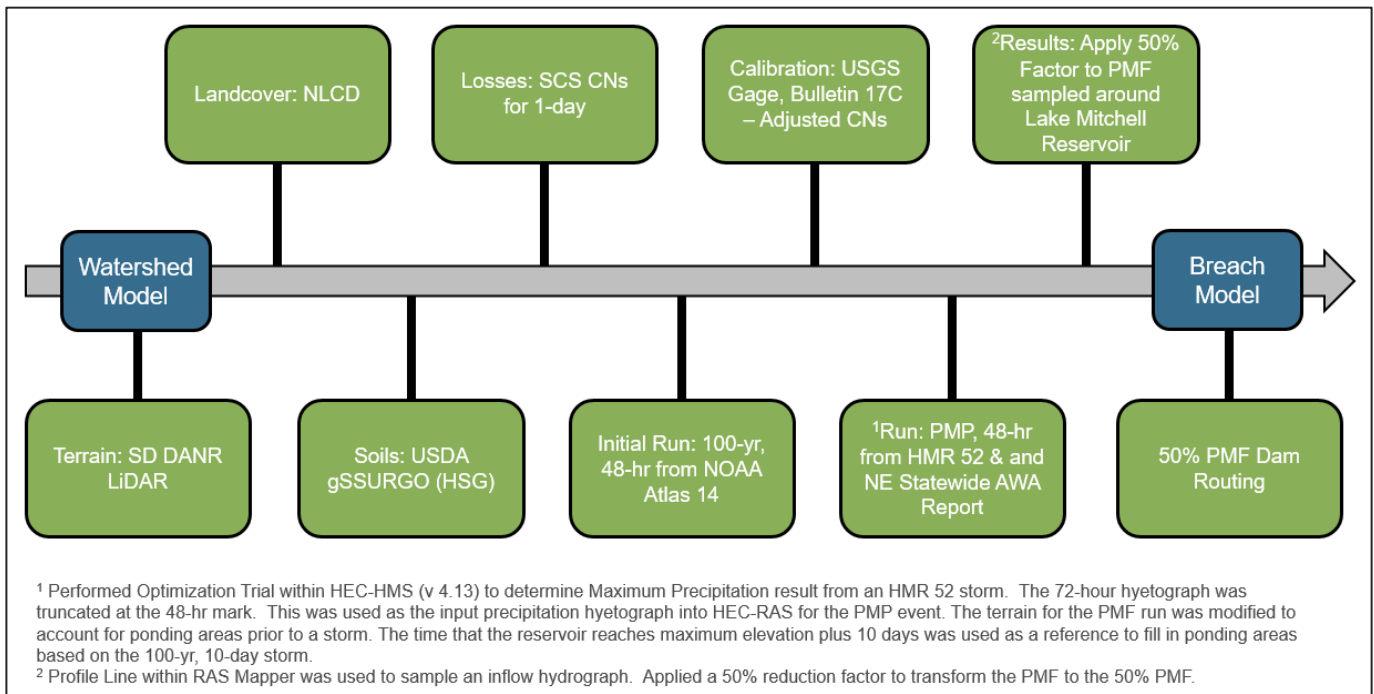 Landcover: NLCD
Losses: SCS CNs
for 1-day
Calibration: USGS
Gage, Bulletin 17C
– Adjusted CNs
²Results: Apply 50%
Factor to PMF
sampled around
Lake Mitchell
Reservoir
Watershed
Model
Breach
Model
Terrain: SD DANR
LiDAR
Soils: USDA
gSSURGO (HSG)
Initial Run: 100-yr,
48-hr from NOAA
Atlas 14
¹Run: PMP, 48-hr
from HMR 52 & and
NE Statewide AWA
Report
50% PMF Dam
Routing
¹ Performed Optimization Trial within HEC-HMS (v 4.13) to determine Maximum Precipitation result from an HMR 52 storm. The 72-hour hyetograph was
truncated at the 48-hr mark. This was used as the input precipitation hyetograph into HEC-RAS for the PMP event. The terrain for the PMF run was modified to
account for ponding areas prior to a storm. The time that the reservoir reaches maximum elevation plus 10 days was used as a reference to fill in ponding areas
based on the 100-yr, 10-day storm.
² Profile Line within RAS Mapper was used to sample an inflow hydrograph. Applied a 50% reduction factor to transform the PMF to the 50% PMF.